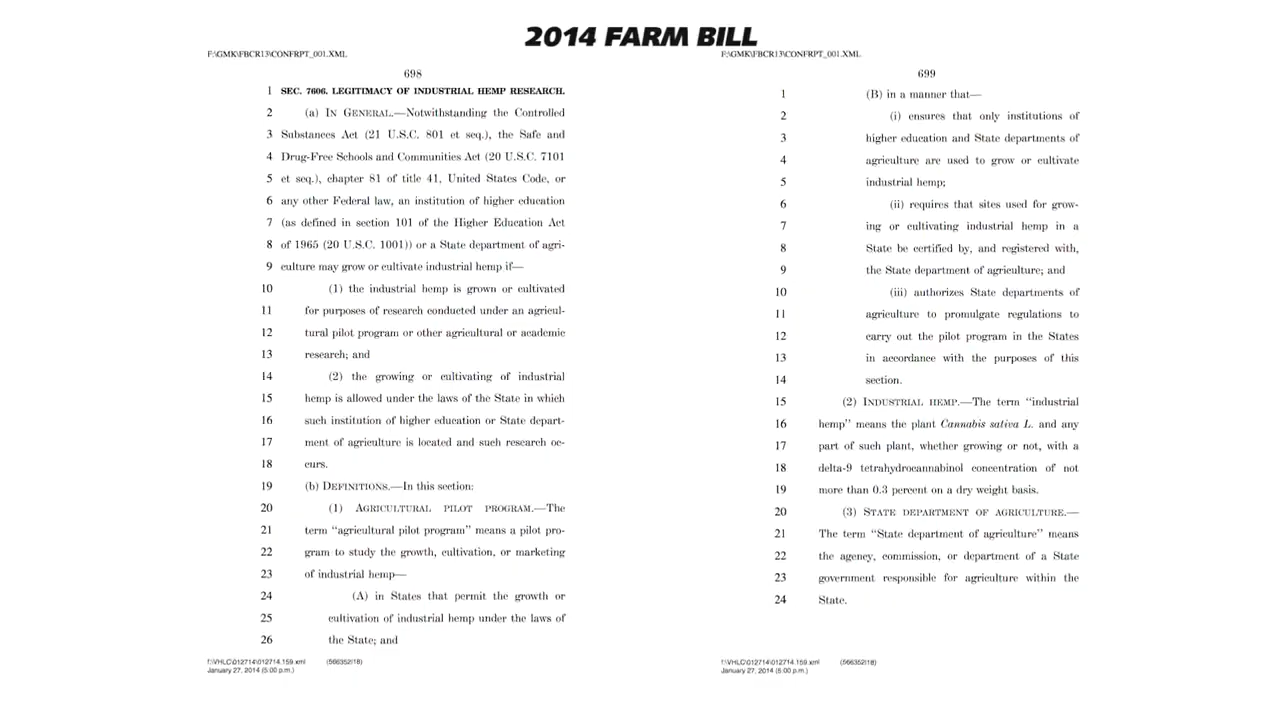 2014 FARM BILL
F:\GMK\FBCR13\CONFRPT_001.XML
698
1 SEC. 7606. LEGITIMACY OF INDUSTRIAL HEMP RESEARCH.
2 (a) IN GENERAL.—Notwithstanding the Controlled
3 Substances Act (21 U.S.C. 801 et seq.), the Safe and
4 Drug-Free Schools and Communities Act (20 U.S.C. 7101
5 et seq.), chapter 81 of title 41, United States Code, or
6 any other Federal law, an institution of higher education
7 (as defined in section 101 of the Higher Education Act
8 of 1965 (20 U.S.C. 1001)) or a State department of agri-
9 culture may grow or cultivate industrial hemp if—
10 (1) the industrial hemp is grown or cultivated
11 for purposes of research conducted under an agricul-
12 tural pilot program or other agricultural or academic
13 research; and
14 (2) the growing or cultivating of industrial
15 hemp is allowed under the laws of the State in which
16 such institution of higher education or State depart-
17 ment of agriculture is located and such research oc-
18 curs.
19 (b) DEFINITIONS.—In this section:
20 (1) AGRICULTURAL PILOT PROGRAM.—The
21 term “agricultural pilot program” means a pilot pro-
22 gram to study the growth, cultivation, or marketing
23 of industrial hemp—
24 (A) in States that permit the growth or
25 cultivation of industrial hemp under the laws of
26 the State; and
f:\VHLC\012714\012714.159.xml (566352|18)
January 27, 2014 (5:00 p.m.)
F:\GMK\FBCR13\CONFRPT_001.XML
699
1 (B) in a manner that—
2 (i) ensures that only institutions of
3 higher education and State departments of
4 agriculture are used to grow or cultivate
5 industrial hemp;
6 (ii) requires that sites used for grow-
7 ing or cultivating industrial hemp in a
8 State be certified by, and registered with,
9 the State department of agriculture; and
10 (iii) authorizes State departments of
11 agriculture to promulgate regulations to
12 carry out the pilot program in the States
13 in accordance with the purposes of this
14 section.
15 (2) INDUSTRIAL HEMP.—The term “industrial
16 hemp” means the plant Cannabis sativa L. and any
17 part of such plant, whether growing or not, with a
18 delta-9 tetrahydrocannabinol concentration of not
19 more than 0.3 percent on a dry weight basis.
20 (3) STATE DEPARTMENT OF AGRICULTURE.—
21 The term “State department of agriculture” means
22 the agency, commission, or department of a State
23 government responsible for agriculture within the
24 State.
f:\VHLC\012714\012714.159.xml (566352|18)
January 27, 2014 (5:00 p.m.)